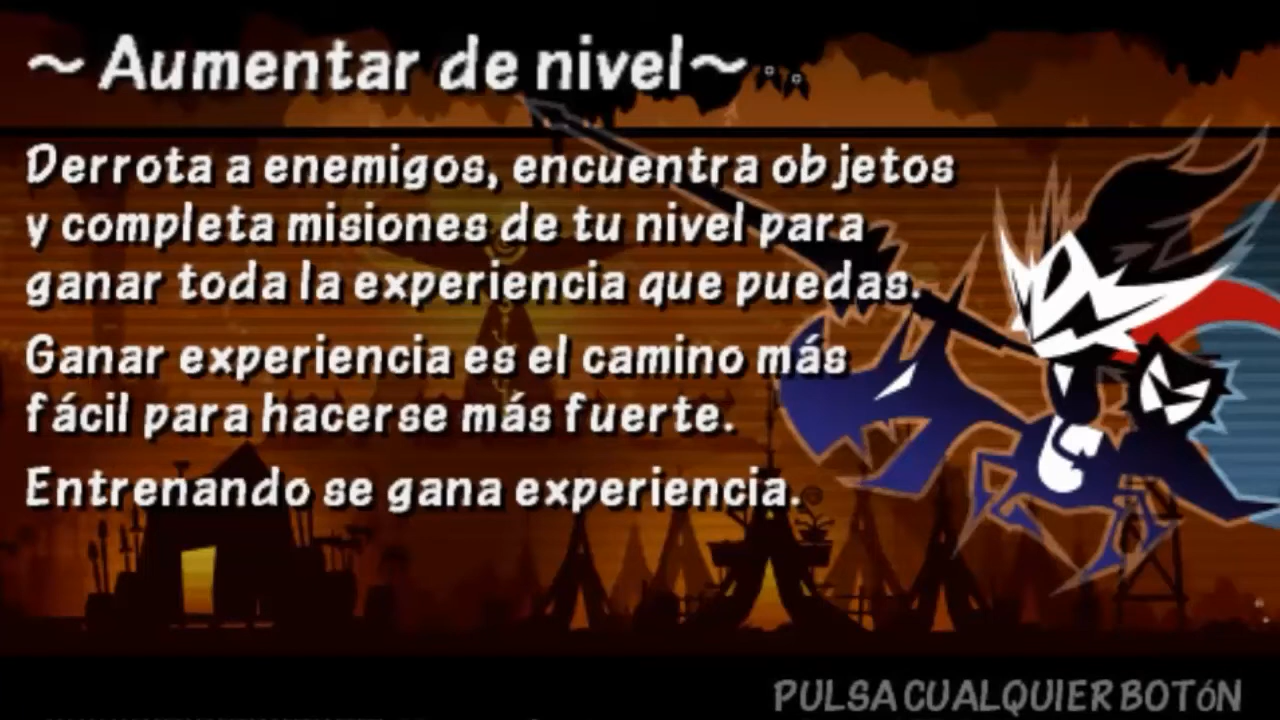 ~Aumentar de nivel~
Derrota a enemigos, encuentra objetos
y completa misiones de tu nivel para
ganar toda la experiencia que puedas.
Ganar experiencia es el camino más
fácil para hacerse más fuerte.
Entrenando se gana experiencia.
PULSA CUALQUIER BOTÓN